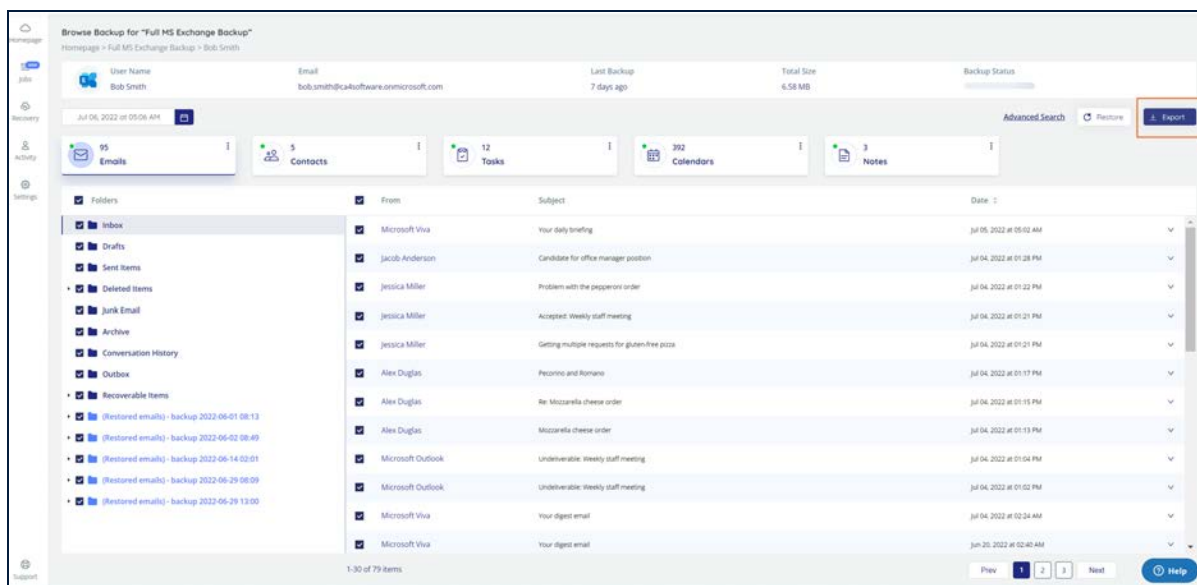 Homepage
Jobs
Recovery
Activity
Settings
Support
Browse Backup for "Full MS Exchange Backup"
Homepage > Full MS Exchange Backup > Bob Smith
User Name Email Last Backup Total Size Backup Status
Bob Smith bob.smith@ca4software.onmicrosoft.com 7 days ago 6.58 MB
Jul 06, 2022 at 05:06 AM Advanced Search Restore Export
95 5 12 392 3
Emails Contacts Tasks Calendars Notes
Folders
Inbox
Drafts
Sent Items
Deleted Items
Junk Email
Archive
Conversation History
Outbox
Recoverable Items
(Restored emails) - backup 2022-06-01 08:13
(Restored emails) - backup 2022-06-02 08:49
(Restored emails) - backup 2022-06-14 02:01
(Restored emails) - backup 2022-06-29 08:09
(Restored emails) - backup 2022-06-29 13:00
From Subject Date
Microsoft Viva Your daily briefing Jul 05, 2022 at 05:02 AM
Jacob Anderson Candidate for office manager position Jul 04, 2022 at 01:28 PM
Jessica Miller Problem with the pepperoni order Jul 04, 2022 at 01:22 PM
Jessica Miller Accepted: Weekly staff meeting Jul 04, 2022 at 01:21 PM
Jessica Miller Getting multiple requests for gluten-free pizza Jul 04, 2022 at 01:21 PM
Alex Duglas Pecorino and Romano Jul 04, 2022 at 01:17 PM
Alex Duglas Re: Mozzarella cheese order Jul 04, 2022 at 01:15 PM
Alex Duglas Mozzarella cheese order Jul 04, 2022 at 01:13 PM
Microsoft Outlook Undeliverable: Weekly staff meeting Jul 04, 2022 at 01:04 PM
Microsoft Outlook Undeliverable: Weekly staff meeting Jul 04, 2022 at 01:02 PM
Microsoft Viva Your digest email Jul 04, 2022 at 02:24 AM
Microsoft Viva Your digest email Jun 20, 2022 at 02:40 AM
1-30 of 79 items Prev 1 2 3 Next Help